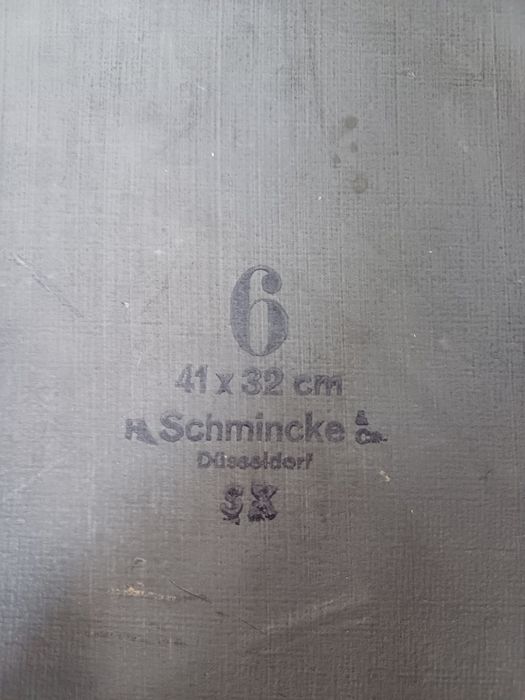 6
41 x 32 cm
H. Schmincke & Co.
Düsseldorf